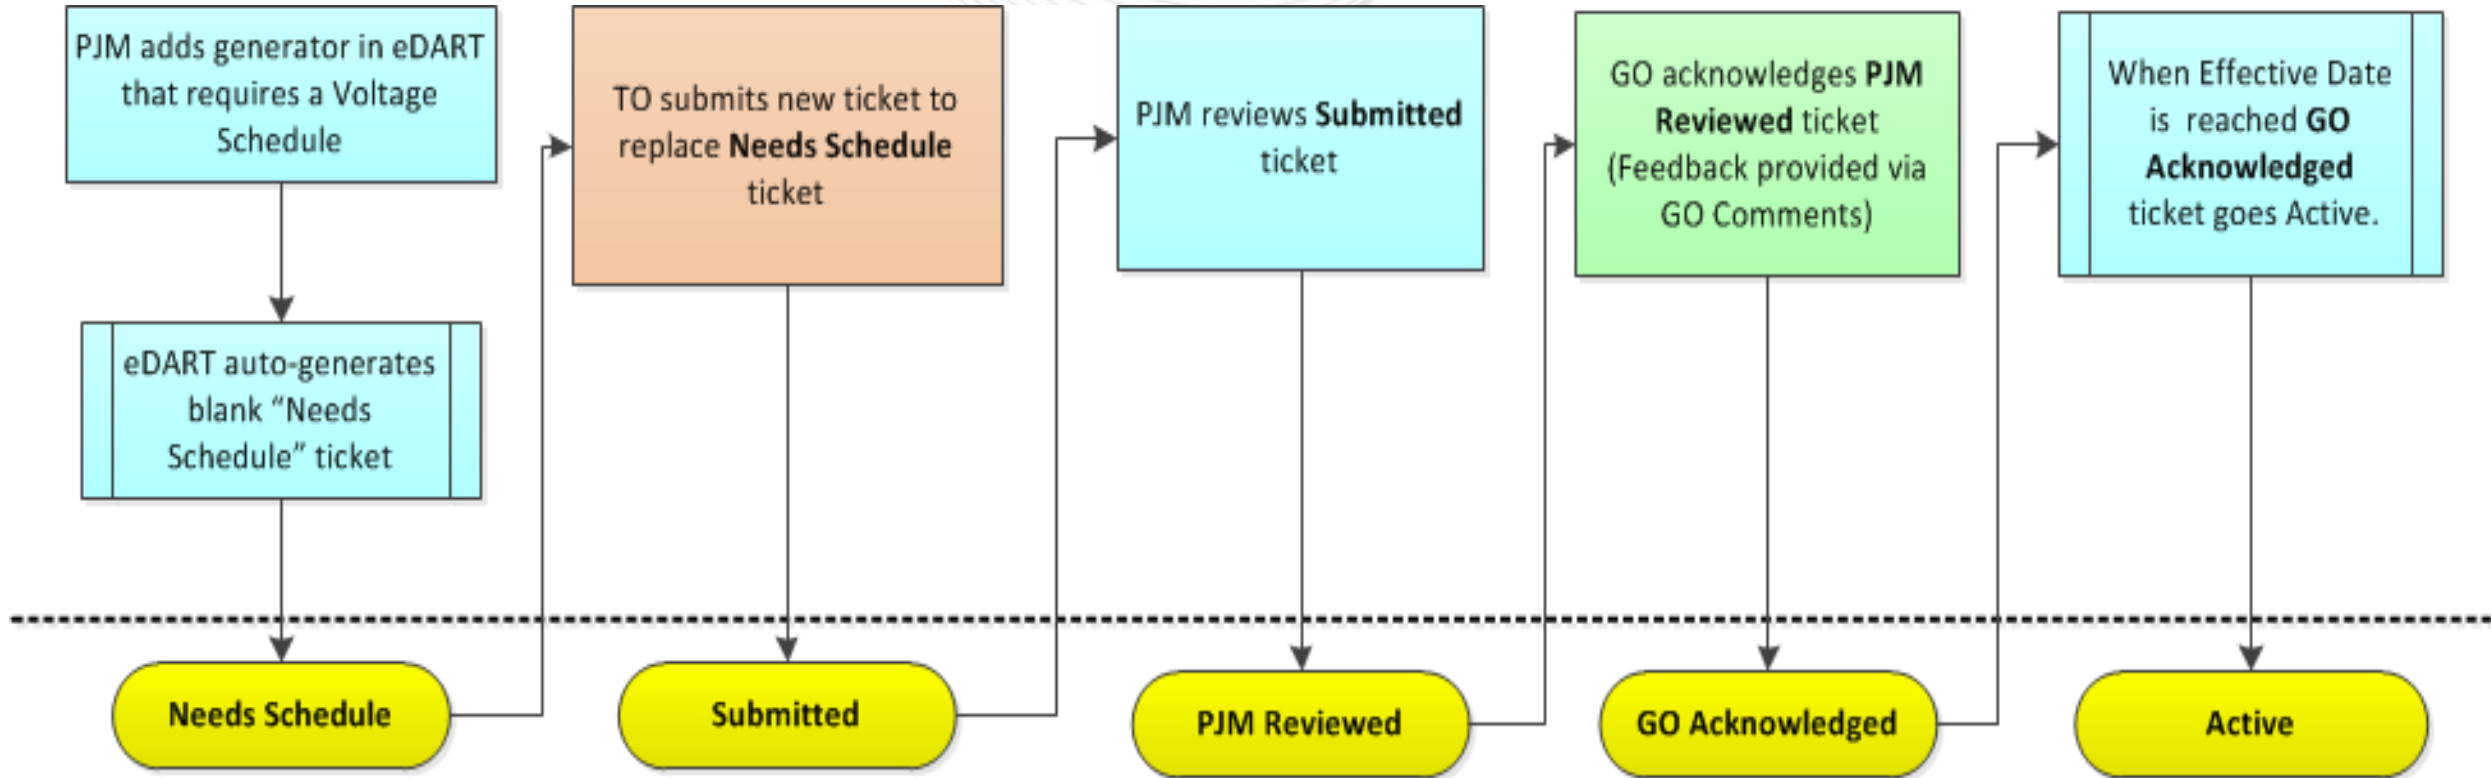 PJM adds generator in eDART
that requires a Voltage
Schedule
eDART auto-generates
blank “Needs
Schedule” ticket
Needs Schedule
TO submits new ticket to
replace Needs Schedule
ticket
Submitted
PJM reviews Submitted
ticket
PJM Reviewed
GO acknowledges PJM
Reviewed ticket
(Feedback provided via
GO Comments)
GO Acknowledged
When Effective Date
is reached GO
Acknowledged
ticket goes Active.
Active